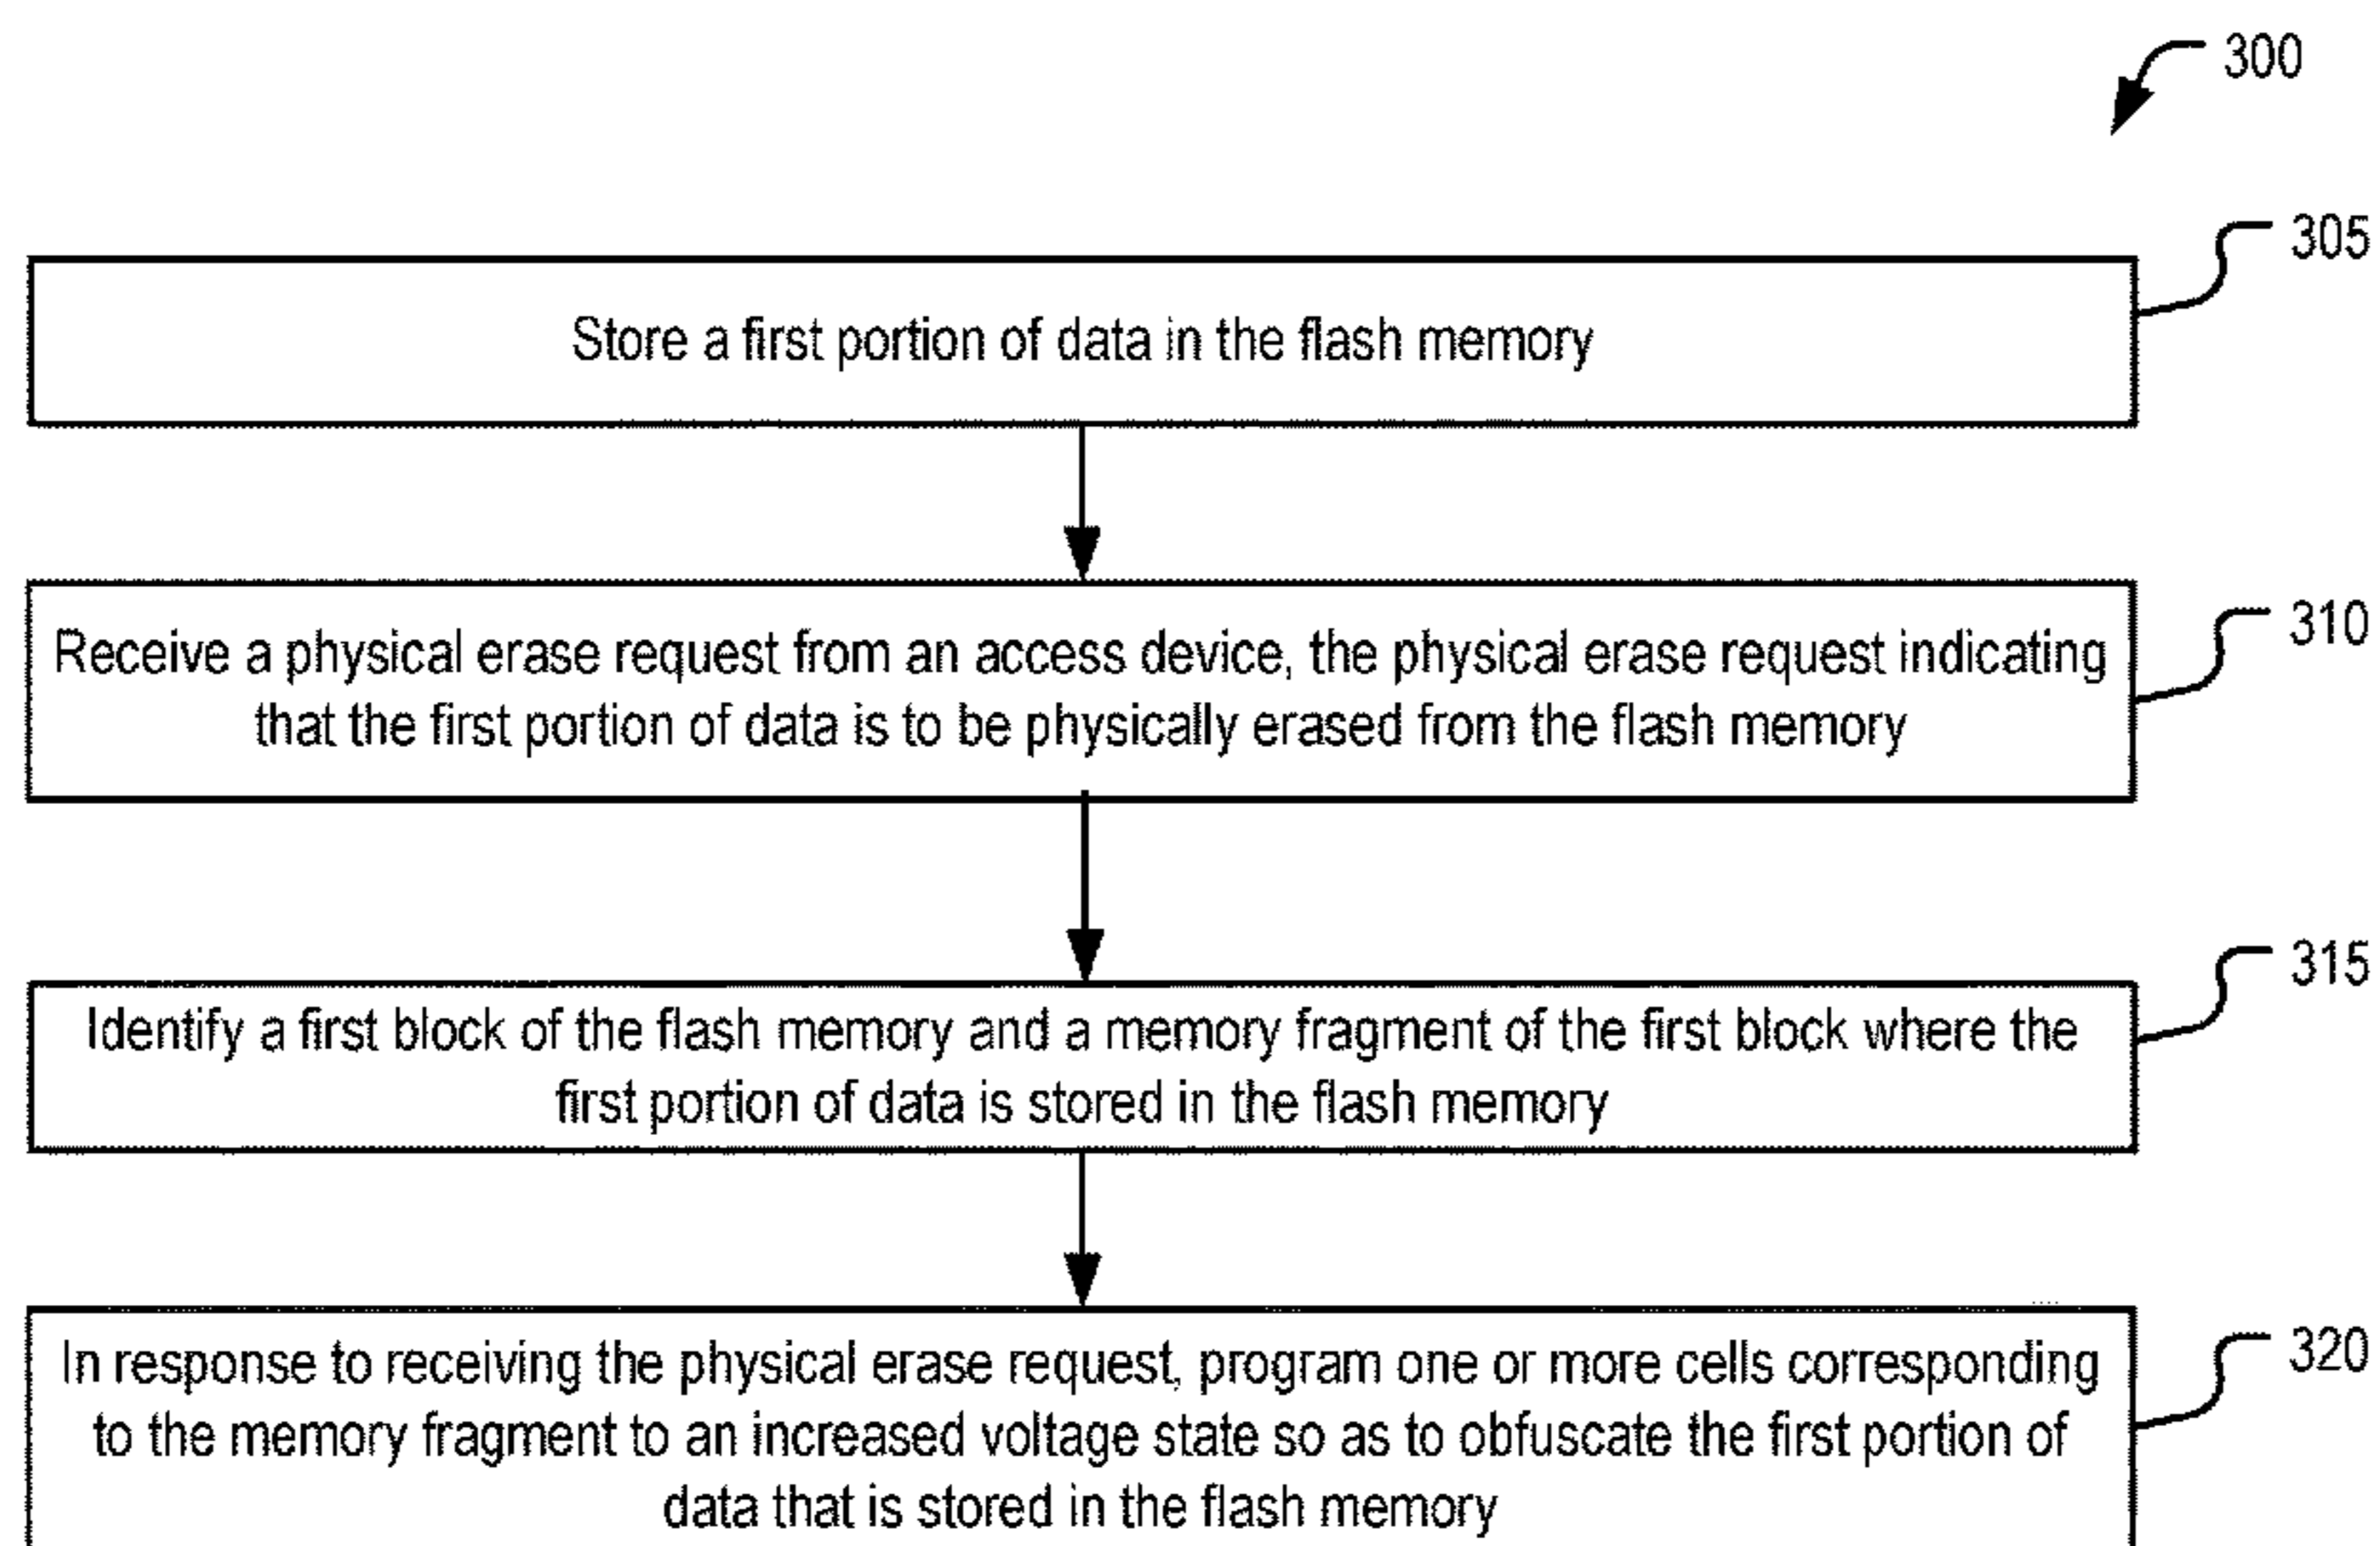 300
305
Store a first portion of data in the flash memory
310
Receive a physical erase request from an access device, the physical erase request indicating
that the first portion of data is to be physically erased from the flash memory
315
Identify a first block of the flash memory and a memory fragment of the first block where the
first portion of data is stored in the flash memory
320
In response to receiving the physical erase request, program one or more cells corresponding
to the memory fragment to an increased voltage state so as to obfuscate the first portion of
data that is stored in the flash memory